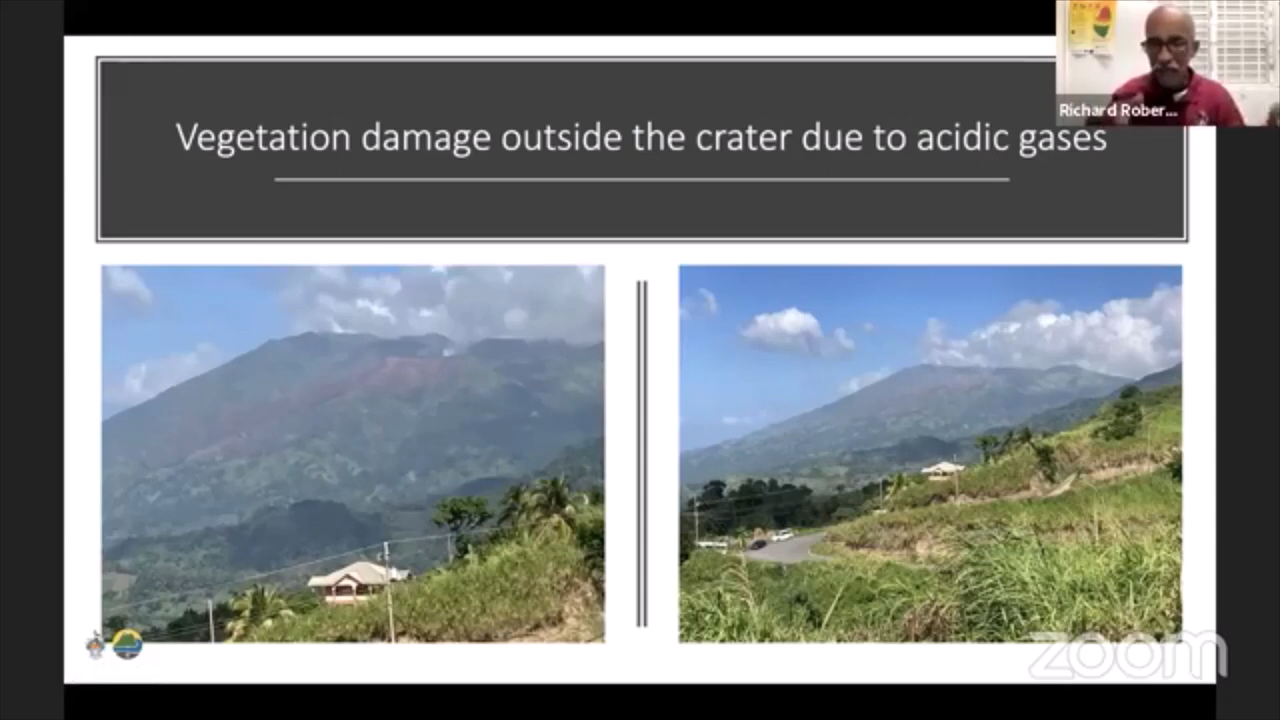 Richard Rober...
Vegetation damage outside the crater due to acidic gases
zoom